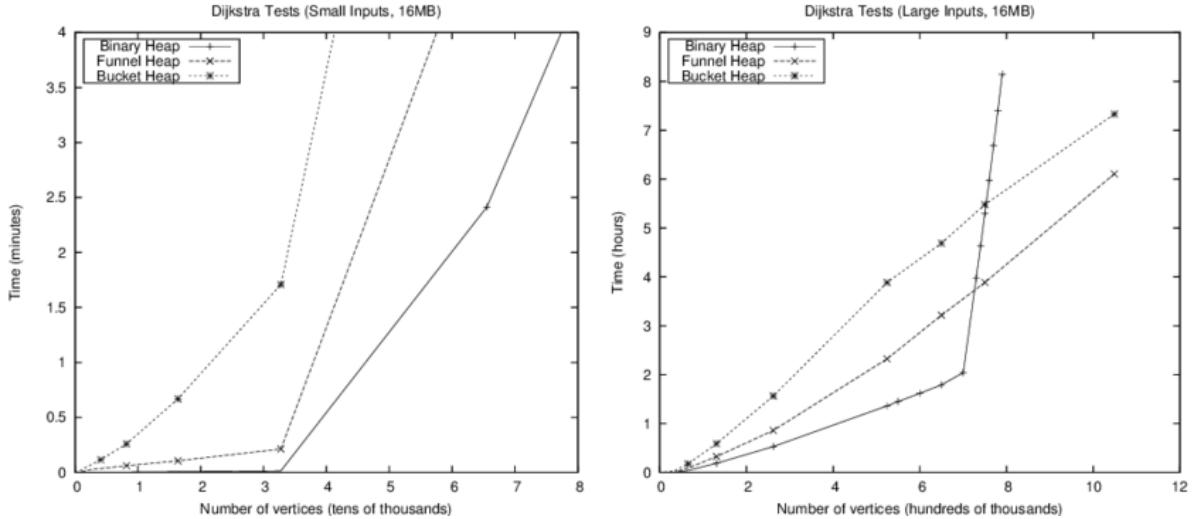 Dijkstra Tests (Small Inputs, 16MB)
4
3.5
3
2.5
2
1.5
1
0.5
0
Time (minutes)
Binary Heap
Funnel Heap
Bucket Heap
0 1 2 3 4 5 6 7 8
Number of vertices (tens of thousands)
Dijkstra Tests (Large Inputs, 16MB)
9
8
7
6
5
4
3
2
1
0
Time (hours)
Binary Heap
Funnel Heap
Bucket Heap
0 2 4 6 8 10 12
Number of vertices (hundreds of thousands)